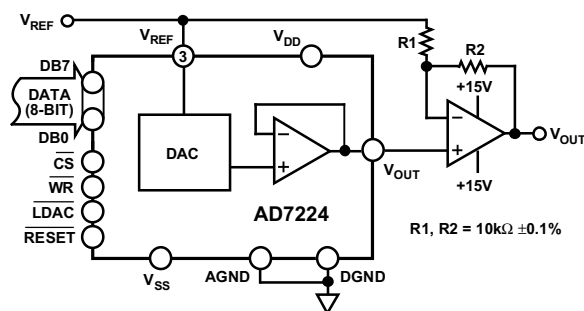 VREF
VREF
3
VDD
R1
R2
+15V
DB7
DATA
(8-BIT)
DB0
CS
WR
LDAC
RESET
DAC
−
+
VOUT
−
+
VOUT
+15V
AD7224
R1, R2 = 10kΩ ±0.1%
VSS
AGND
DGND